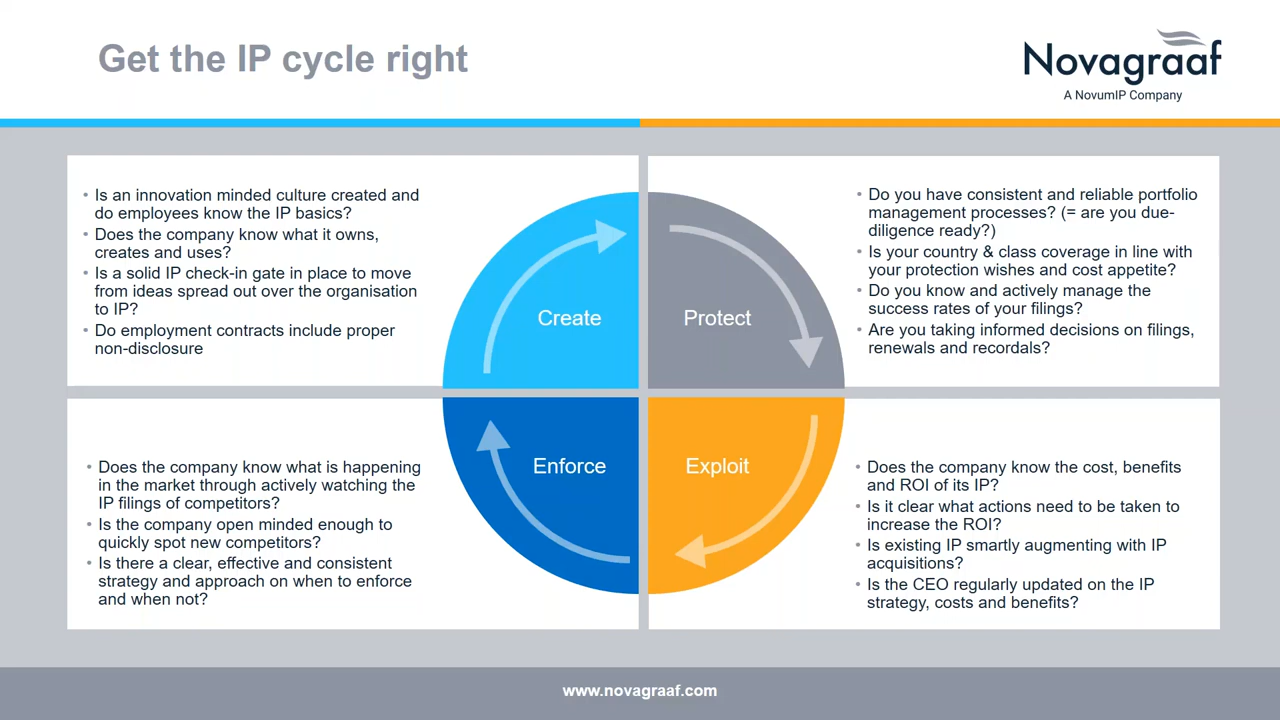 Get the IP cycle right
Novagraaf
A NovumIP Company
• Is an innovation minded culture created and
do employees know the IP basics?
• Does the company know what it owns,
creates and uses?
• Is a solid IP check-in gate in place to move
from ideas spread out over the organisation
to IP?
• Do employment contracts include proper
non-disclosure
Create
Protect
• Do you have consistent and reliable portfolio
management processes? (= are you due-
diligence ready?)
• Is your country & class coverage in line with
your protection wishes and cost appetite?
• Do you know and actively manage the
success rates of your filings?
• Are you taking informed decisions on filings,
renewals and recordals?
• Does the company know what is happening
in the market through actively watching the
IP filings of competitors?
• Is the company open minded enough to
quickly spot new competitors?
• Is there a clear, effective and consistent
strategy and approach on when to enforce
and when not?
Enforce
Exploit
• Does the company know the cost, benefits
and ROI of its IP?
• Is it clear what actions need to be taken to
increase the ROI?
• Is existing IP smartly augmenting with IP
acquisitions?
• Is the CEO regularly updated on the IP
strategy, costs and benefits?
www.novagraaf.com